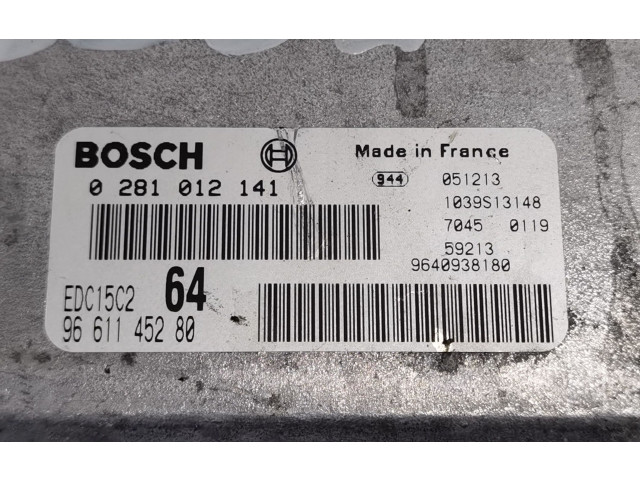 BOSCH
Made in France
0 281 012 141
944 051213
1039S13148
7045 0119
59213
9640938180
EDC15C2 64
96 611 452 80